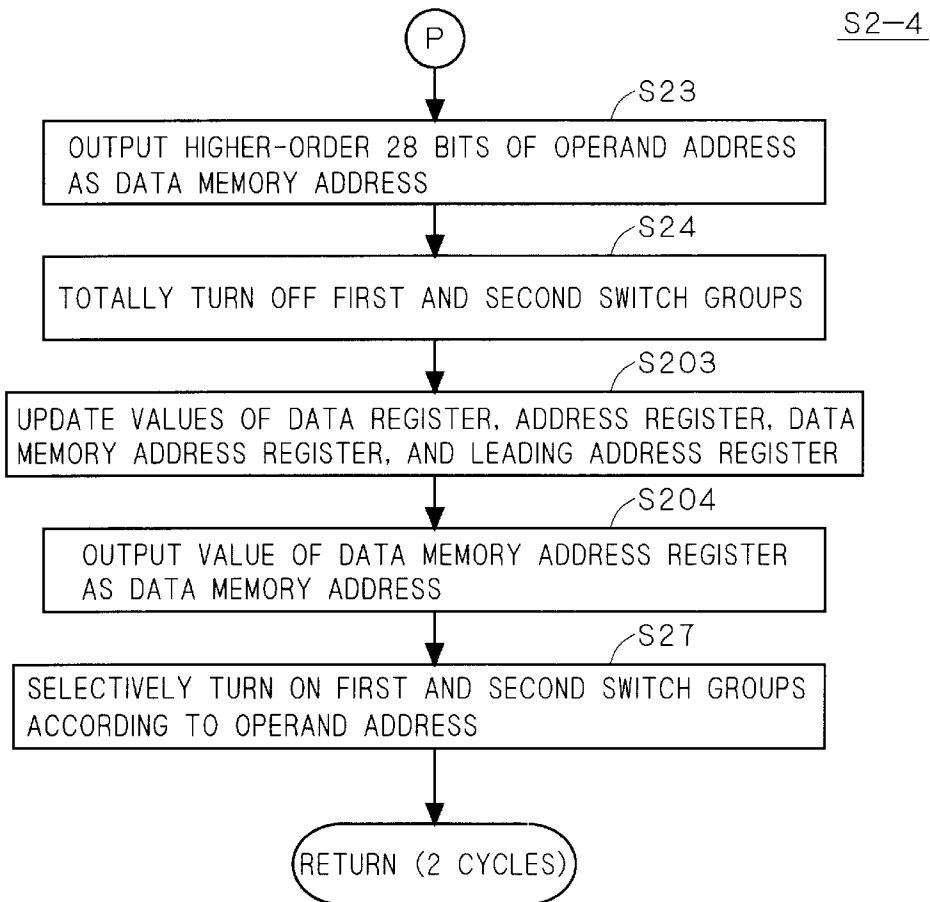 S2-4
P
S23
OUTPUT HIGHER-ORDER 28 BITS OF OPERAND ADDRESS
AS DATA MEMORY ADDRESS
S24
TOTALLY TURN OFF FIRST AND SECOND SWITCH GROUPS
S203
UPDATE VALUES OF DATA REGISTER, ADDRESS REGISTER, DATA
MEMORY ADDRESS REGISTER, AND LEADING ADDRESS REGISTER
S204
OUTPUT VALUE OF DATA MEMORY ADDRESS REGISTER
AS DATA MEMORY ADDRESS
S27
SELECTIVELY TURN ON FIRST AND SECOND SWITCH GROUPS
ACCORDING TO OPERAND ADDRESS
RETURN (2 CYCLES)